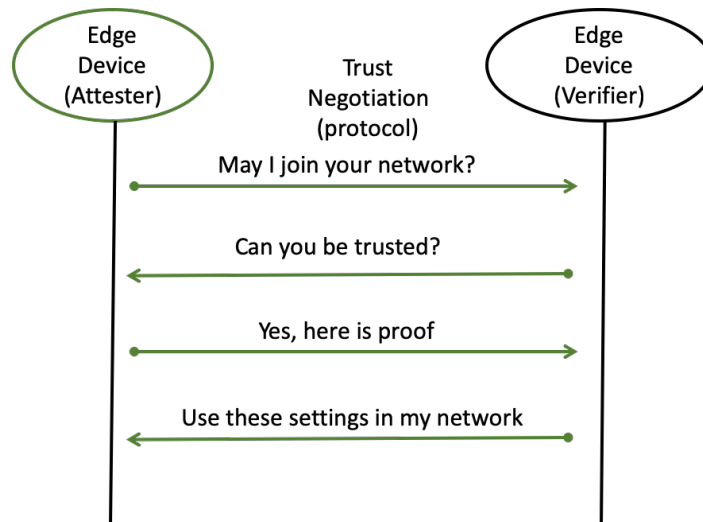 Edge
Device
(Attester)
Trust
Negotiation
(protocol)
Edge
Device
(Verifier)
May I join your network?
Can you be trusted?
Yes, here is proof
Use these settings in my network